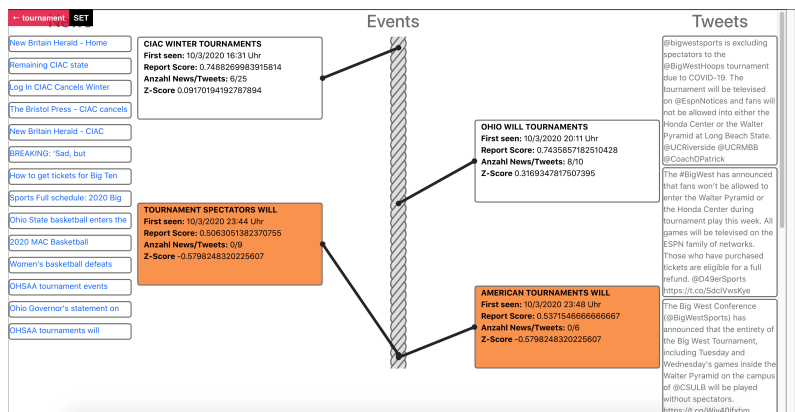 ← tournament SET
Events
Tweets
New Britain Herald - Home
Remaining CIAC state
Log In CIAC Cancels Winter
The Bristol Press - CIAC cancels
New Britain Herald - CIAC
BREAKING: ‘Sad, but
How to get tickets for Big Ten
Sports Full schedule: 2020 Big
Ohio State basketball enters the
2020 MAC Basketball
Women's basketball defeats
OHSAA tournament events
Ohio Governor's statement on
OHSAA tournaments will
CIAC WINTER TOURNAMENTS
First seen: 10/3/2020 16:31 Uhr
Report Score: 0.7488269983915814
Anzahl News/Tweets: 6/25
Z-Score 0.09170194192787894
TOURNAMENT SPECTATORS WILL
First seen: 10/3/2020 23:44 Uhr
Report Score: 0.5063051382370755
Anzahl News/Tweets: 0/9
Z-Score -0.5798248320225607
OHIO WILL TOURNAMENTS
First seen: 10/3/2020 20:11 Uhr
Report Score: 0.7435857182510428
Anzahl News/Tweets: 8/10
Z-Score 0.3169347817507395
AMERICAN TOURNAMENTS WILL
First seen: 10/3/2020 23:48 Uhr
Report Score: 0.5371546666666667
Anzahl News/Tweets: 0/6
Z-Score -0.5798248320225607
@bigwestsports is excluding
spectators to the
@BigWestHoops tournament
due to COVID-19. The
tournament will be televised
on @EspnNotices and fans will
not be allowed into either the
Honda Center or the Walter
Pyramid at Long Beach State.
@UCRiverside @UCRMBB
@CoachDPatrick
The #BigWest has announced
that fans won't be allowed to
enter the Walter Pyramid or
the Honda Center during
tournament play this week. All
games will be televised on the
ESPN family of networks.
Those who have purchased
tickets are eligible for a full
refund. @D49erSports
https://t.co/SdciVwsKye
The Big West Conference
(@BigWestSports) has
announced that the entirety of
the Big West Tournament,
including Tuesday and
Wednesday's games inside the
Walter Pyramid on the campus
of @CSULB will be played
without spectators.